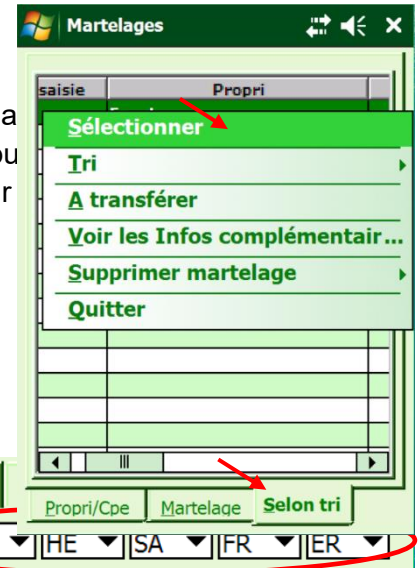 Martelages
saisie Propri
Sélectionner
Tri
A transférer
Voir les Infos complémentair...
Supprimer martelage
Quitter
Propri/Cpe Martelage Selon tri
HE SA FR ER